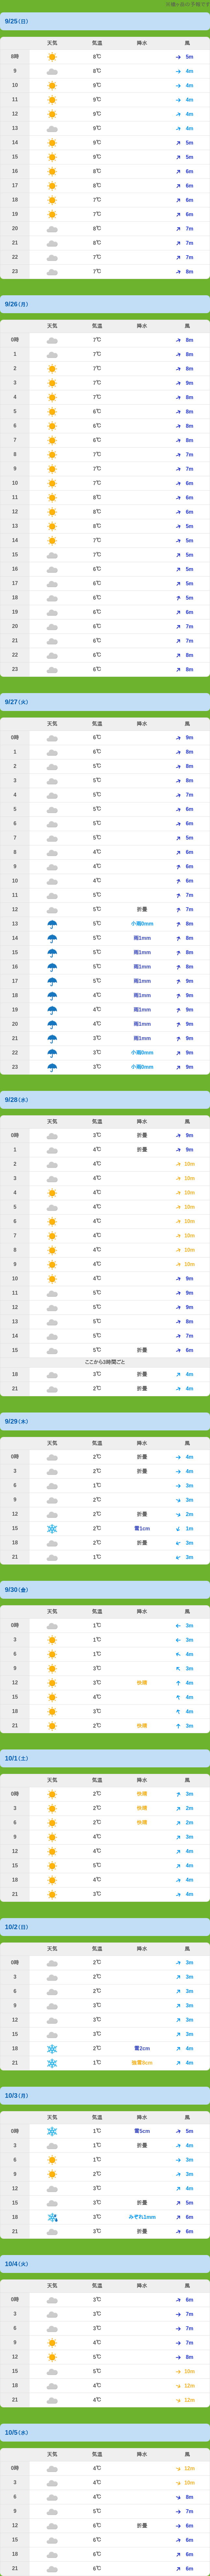 の予報です
9/25(日)
天気 気温 降水 風
8時 8℃ 5m
9 8℃ 4m
10 9℃ 4m
11 9℃ 4m
12 9℃ 4m
13 9℃ 4m
14 9℃ 5m
15 9℃ 5m
16 8℃ 6m
17 8℃ 6m
18 7℃ 6m
19 7℃ 6m
20 8℃ 7m
21 8℃ 7m
22 7℃ 7m
23 7℃ 8m
9/26(月)
天気 気温 降水 風
0時 7℃ 8m
1 7℃ 8m
2 7℃ 8m
3 7℃ 9m
4 7℃ 8m
5 6℃ 8m
6 6℃ 8m
7 6℃ 8m
8 7℃ 7m
9 7℃ 7m
10 7℃ 6m
11 8℃ 6m
12 8℃ 6m
13 8℃ 5m
14 7℃ 5m
15 7℃ 5m
16 6℃ 5m
17 6℃ 5m
18 6℃ 5m
19 6℃ 6m
20 6℃ 7m
21 6℃ 7m
22 6℃ 8m
23 6℃ 8m
9/27(火)
天気 気温 降水 風
0時 6℃ 9m
1 6℃ 8m
2 5℃ 8m
3 5℃ 8m
4 5℃ 7m
5 5℃ 6m
6 5℃ 6m
7 5℃ 5m
8 4℃ 6m
9 4℃ 6m
10 4℃ 6m
11 5℃ 7m
12 5℃ 折畳 7m
13 5℃ 小雨0mm 8m
14 5℃ 雨1mm 8m
15 5℃ 雨1mm 8m
16 5℃ 雨1mm 8m
17 5℃ 雨1mm 9m
18 4℃ 雨1mm 9m
19 4℃ 雨1mm 9m
20 4℃ 雨1mm 9m
21 3℃ 雨1mm 9m
22 3℃ 小雨0mm 9m
23 3℃ 小雨0mm 9m
9/28(水)
天気 気温 降水 風
0時 3℃ 折畳 9m
1 4℃ 折畳 9m
2 4℃ 10m
3 4℃ 10m
4 4℃ 10m
5 4℃ 10m
6 4℃ 10m
7 4℃ 10m
8 4℃ 10m
9 4℃ 10m
10 4℃ 9m
11 5℃ 9m
12 5℃ 9m
13 5℃ 8m
14 5℃ 7m
15 5℃ 折畳 6m
ここから3時間ごと
18 3℃ 折畳 4m
21 2℃ 折畳 4m
9/29(木)
天気 気温 降水 風
0時 2℃ 折畳 4m
3 2℃ 折畳 4m
6 1℃ 3m
9 2℃ 3m
12 2℃ 折畳 2m
15 2℃ 雪1cm 1m
18 2℃ 折畳 3m
21 1℃ 3m
9/30(金)
天気 気温 降水 風
0時 1℃ 3m
3 1℃ 3m
6 1℃ 4m
9 3℃ 3m
12 3℃ 快晴 4m
15 4℃ 4m
18 3℃ 4m
21 2℃ 快晴 3m
10/1(土)
天気 気温 降水 風
0時 2℃ 快晴 3m
3 2℃ 快晴 2m
6 2℃ 快晴 2m
9 4℃ 3m
12 4℃ 4m
15 5℃ 4m
18 4℃ 4m
21 3℃ 4m
10/2(日)
天気 気温 降水 風
0時 2℃ 3m
3 2℃ 3m
6 2℃ 3m
9 3℃ 3m
12 3℃ 3m
15 3℃ 3m
18 2℃ 雪2cm 4m
21 1℃ 強雪8cm 4m
10/3(月)
天気 気温 降水 風
0時 1℃ 雪5cm 5m
3 1℃ 折畳 4m
6 1℃ 3m
9 2℃ 3m
12 3℃ 4m
15 3℃ 折畳 5m
18 3℃ みぞれ1mm 6m
21 3℃ 折畳 6m
10/4(火)
天気 気温 降水 風
0時 3℃ 6m
3 3℃ 7m
6 3℃ 7m
9 4℃ 7m
12 5℃ 8m
15 5℃ 10m
18 4℃ 12m
21 4℃ 12m
10/5(水)
天気 気温 降水 風
0時 4℃ 12m
3 4℃ 10m
6 4℃ 8m
9 5℃ 7m
12 6℃ 折畳 6m
15 6℃ 6m
18 6℃ 6m
21 6℃ 6m